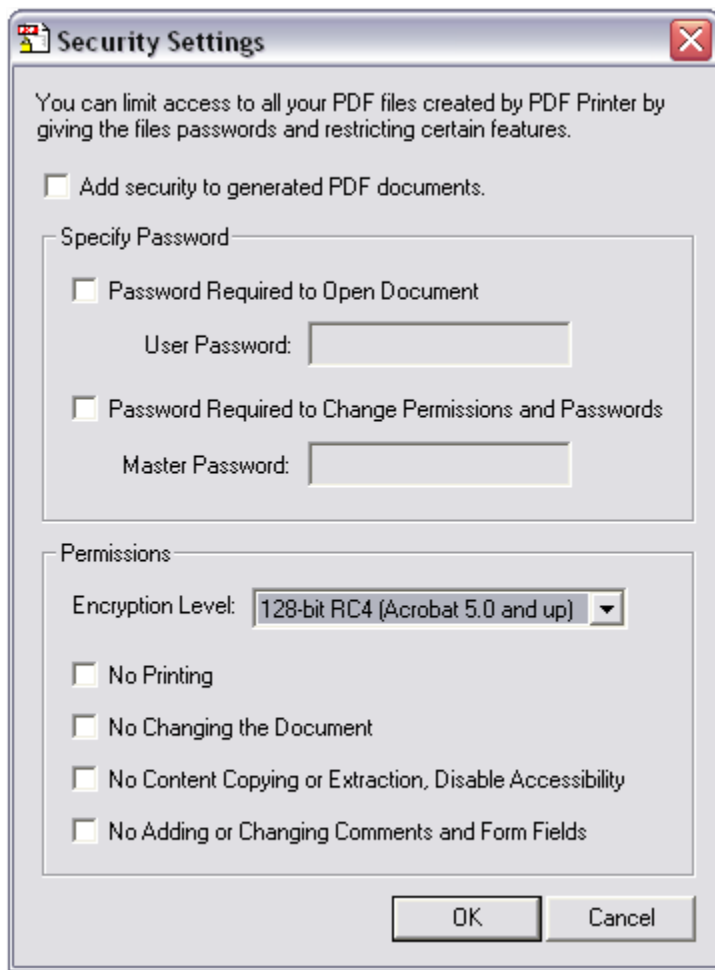 Security Settings
You can limit access to all your PDF files created by PDF Printer by
giving the files passwords and restricting certain features.
Add security to generated PDF documents.
Specify Password
Password Required to Open Document
User Password:
Password Required to Change Permissions and Passwords
Master Password:
Permissions
Encryption Level: 128-bit RC4 (Acrobat 5.0 and up)
No Printing
No Changing the Document
No Content Copying or Extraction, Disable Accessibility
No Adding or Changing Comments and Form Fields
OK Cancel